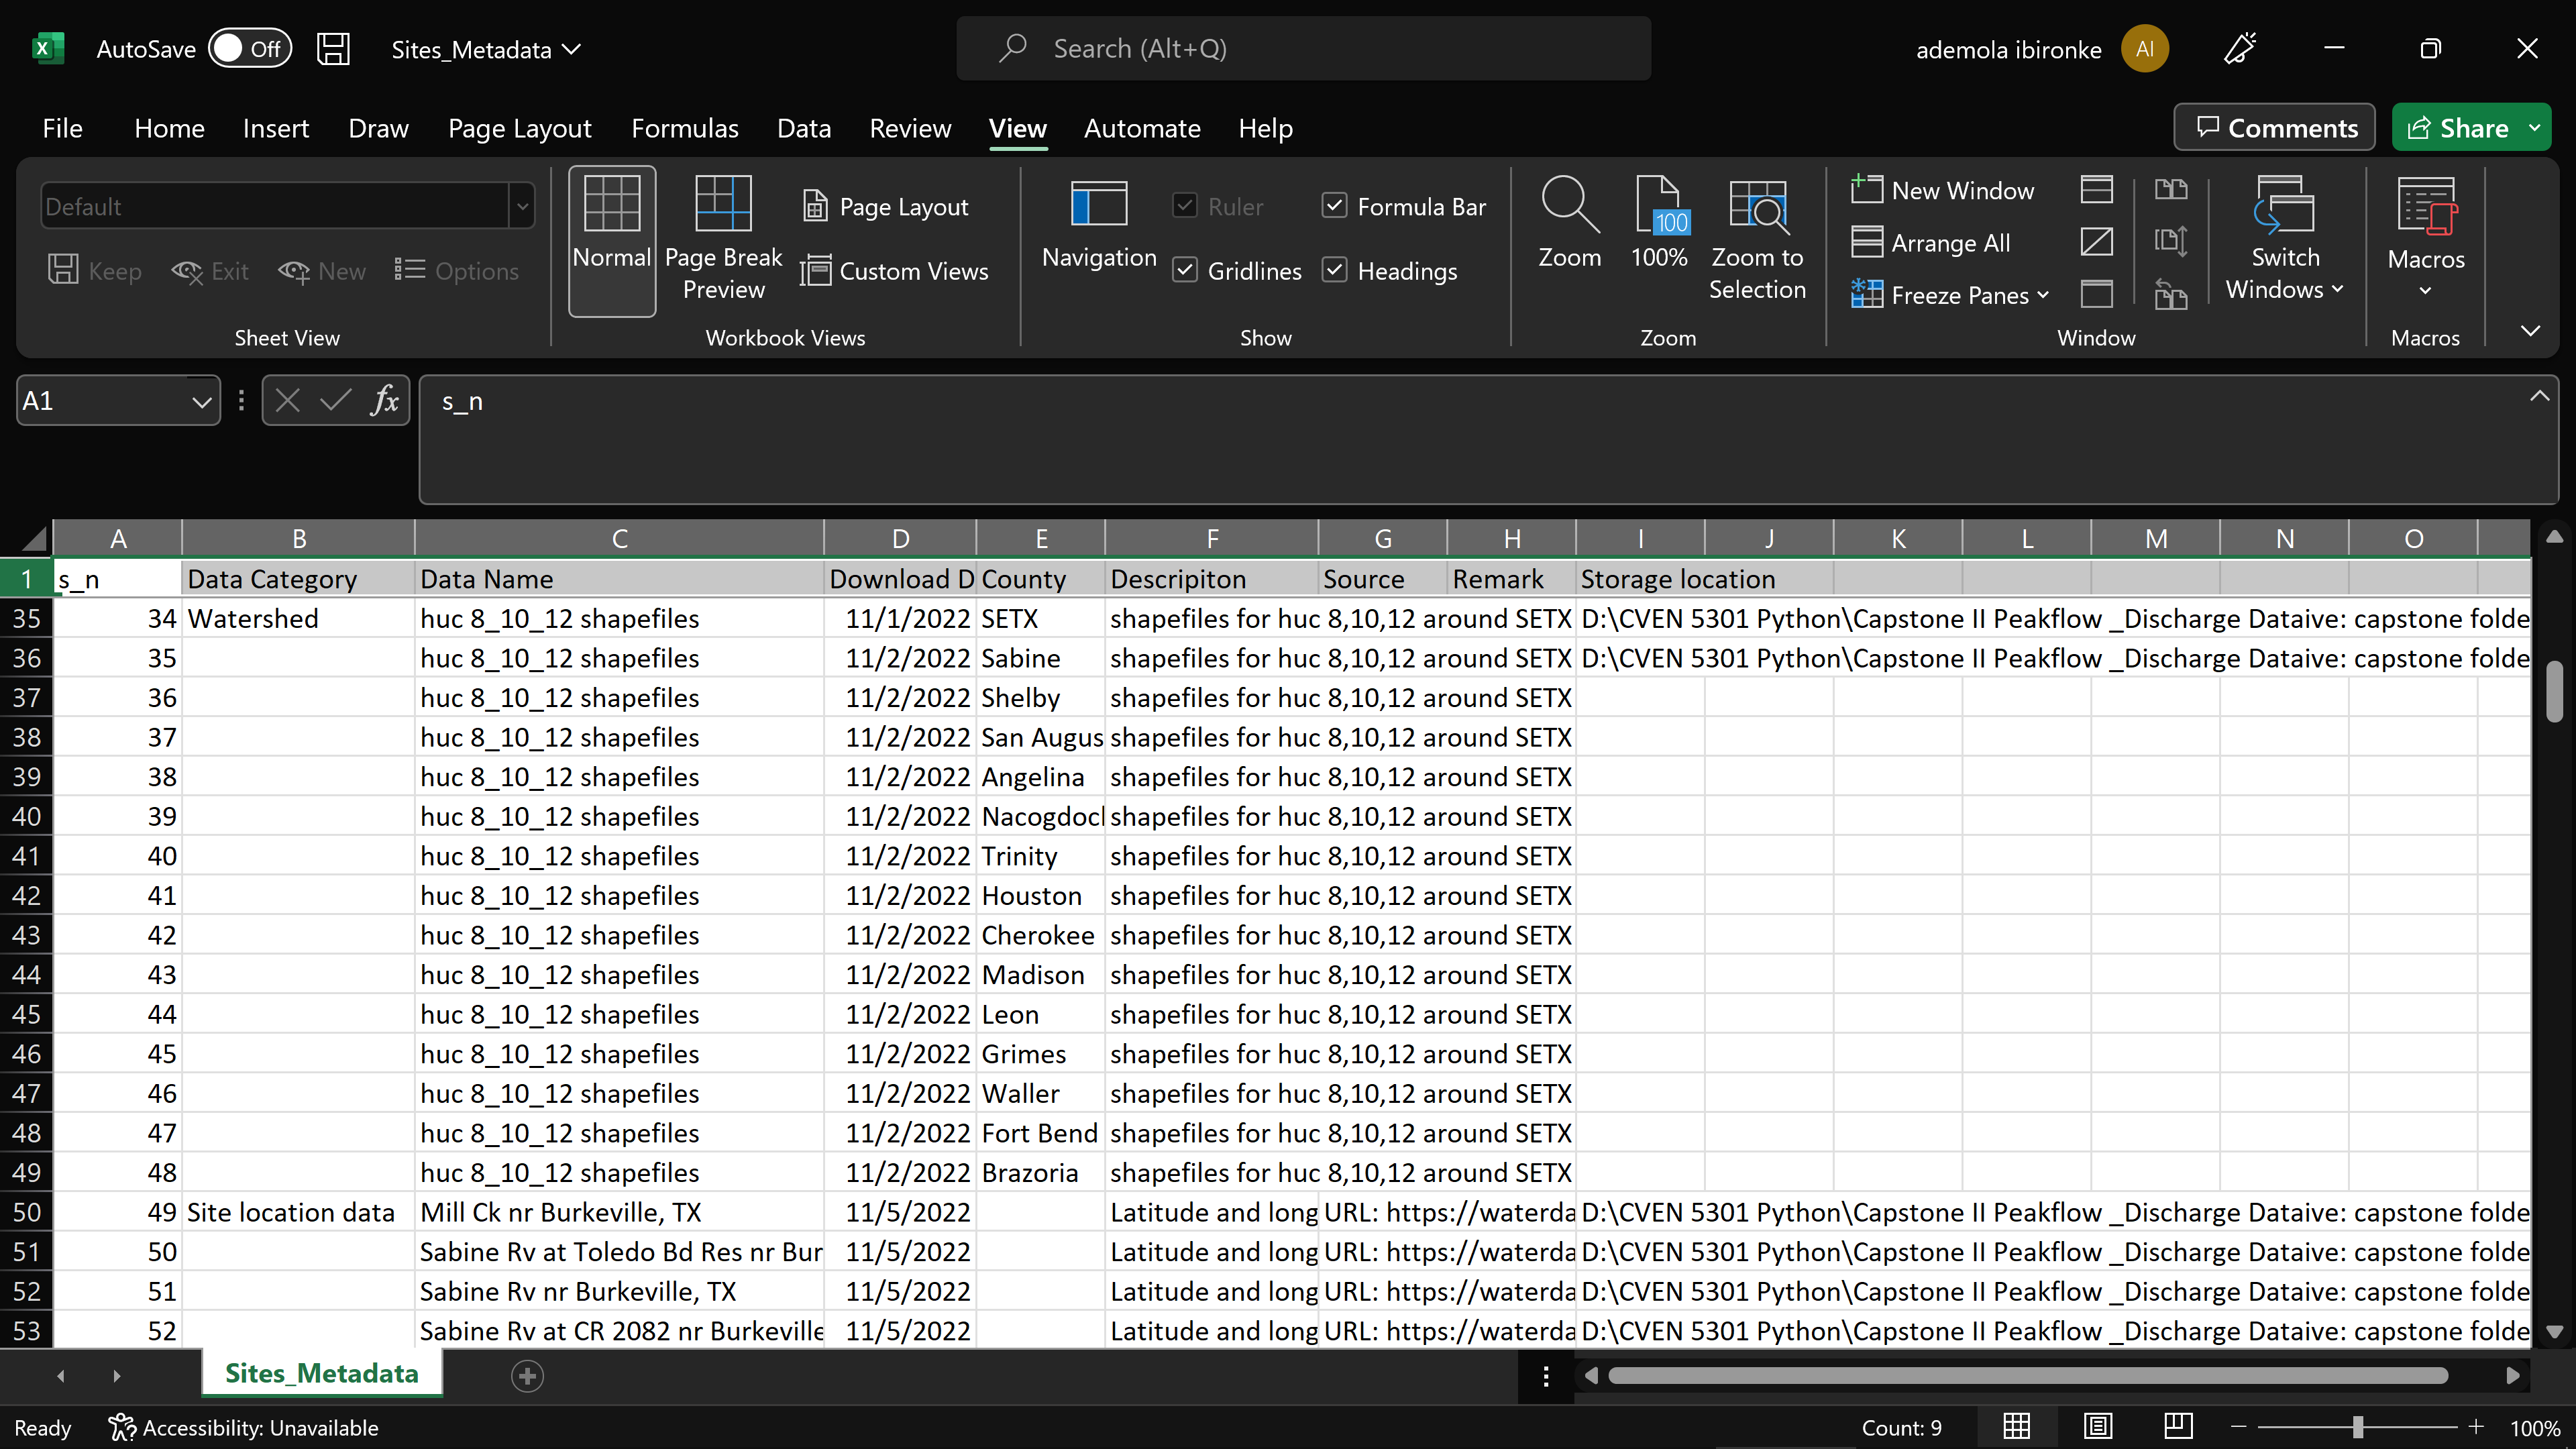 AutoSave Off Sites_Metadata Search (Alt+Q) ademola ibironke AI
File Home Insert Draw Page Layout Formulas Data Review View Automate Help Comments Share
Default Normal Page Break Preview Page Layout Custom Views Navigation Ruler Formula Bar Gridlines Headings Zoom 100 100% Zoom to Selection New Window Arrange All Freeze Panes Switch Windows Macros
Keep Exit New Options
Sheet View Workbook Views Show Zoom Window Macros
A1 fx s_n
A B C D E F G H I J K L M N O
1 s_n Data Category Data Name Download D County Descripiton Source Remark Storage location
35 34 Watershed huc 8_10_12 shapefiles 11/1/2022 SETX shapefiles for huc 8,10,12 around SETX D:\CVEN 5301 Python\Capstone II Peakflow _Discharge Dataive: capstone folde
36 35 huc 8_10_12 shapefiles 11/2/2022 Sabine shapefiles for huc 8,10,12 around SETX D:\CVEN 5301 Python\Capstone II Peakflow _Discharge Dataive: capstone folde
37 36 huc 8_10_12 shapefiles 11/2/2022 Shelby shapefiles for huc 8,10,12 around SETX
38 37 huc 8_10_12 shapefiles 11/2/2022 San Augus shapefiles for huc 8,10,12 around SETX
39 38 huc 8_10_12 shapefiles 11/2/2022 Angelina shapefiles for huc 8,10,12 around SETX
40 39 huc 8_10_12 shapefiles 11/2/2022 Nacogdoch shapefiles for huc 8,10,12 around SETX
41 40 huc 8_10_12 shapefiles 11/2/2022 Trinity shapefiles for huc 8,10,12 around SETX
42 41 huc 8_10_12 shapefiles 11/2/2022 Houston shapefiles for huc 8,10,12 around SETX
43 42 huc 8_10_12 shapefiles 11/2/2022 Cherokee shapefiles for huc 8,10,12 around SETX
44 43 huc 8_10_12 shapefiles 11/2/2022 Madison shapefiles for huc 8,10,12 around SETX
45 44 huc 8_10_12 shapefiles 11/2/2022 Leon shapefiles for huc 8,10,12 around SETX
46 45 huc 8_10_12 shapefiles 11/2/2022 Grimes shapefiles for huc 8,10,12 around SETX
47 46 huc 8_10_12 shapefiles 11/2/2022 Waller shapefiles for huc 8,10,12 around SETX
48 47 huc 8_10_12 shapefiles 11/2/2022 Fort Bend shapefiles for huc 8,10,12 around SETX
49 48 huc 8_10_12 shapefiles 11/2/2022 Brazoria shapefiles for huc 8,10,12 around SETX
50 49 Site location data Mill Ck nr Burkeville, TX 11/5/2022 Latitude and long URL: https://waterda D:\CVEN 5301 Python\Capstone II Peakflow _Discharge Dataive: capstone folde
51 50 Sabine Rv at Toledo Bd Res nr Bur 11/5/2022 Latitude and long URL: https://waterda D:\CVEN 5301 Python\Capstone II Peakflow _Discharge Dataive: capstone folde
52 51 Sabine Rv nr Burkeville, TX 11/5/2022 Latitude and long URL: https://waterda D:\CVEN 5301 Python\Capstone II Peakflow _Discharge Dataive: capstone folde
53 52 Sabine Rv at CR 2082 nr Burkeville 11/5/2022 Latitude and long URL: https://waterda D:\CVEN 5301 Python\Capstone II Peakflow _Discharge Dataive: capstone folde
Sites_Metadata
Ready Accessibility: Unavailable Count: 9 100%